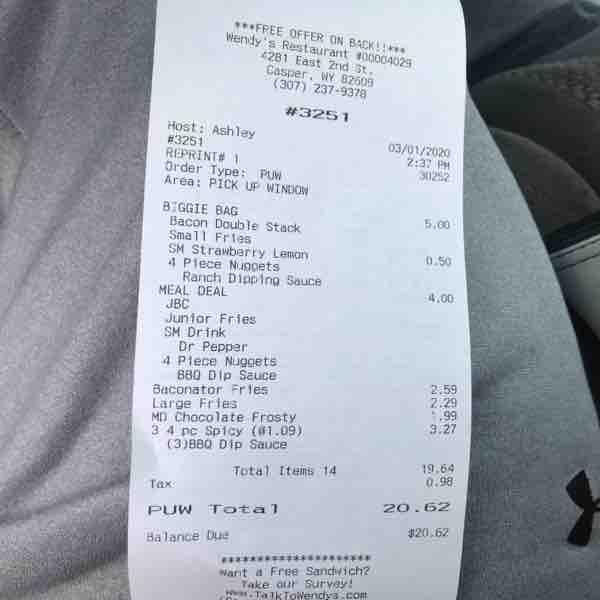 ***FREE OFFER ON BACK!!***
Wendy's Restaurant #00004029
4281 East 2nd St.
Casper, WY 82609
(307) 237-9378
#3251
Host: Ashley
#3251 03/01/2020
REPRINT# 1 2:37 PM
Order Type: PUW 30252
Area: PICK UP WINDOW
BIGGIE BAG 5.00
Bacon Double Stack
Small Fries
SM Strawberry Lemon 0.50
4 Piece Nuggets
Ranch Dipping Sauce
MEAL DEAL 4.00
JBC
Junior Fries
SM Drink
Dr Pepper
4 Piece Nuggets
BBQ Dip Sauce
Baconator Fries 2.59
Large Fries 2.29
MD Chocolate Frosty 1.99
3 4 pc Spicy (@1.09) 3.27
(3)BBQ Dip Sauce
Total Items 14 19.64
Tax 0.98
PUW Total 20.62
Balance Due $20.62
*********************
Want a Free Sandwich?
Take our Survey!
www.TalkToWendys.com